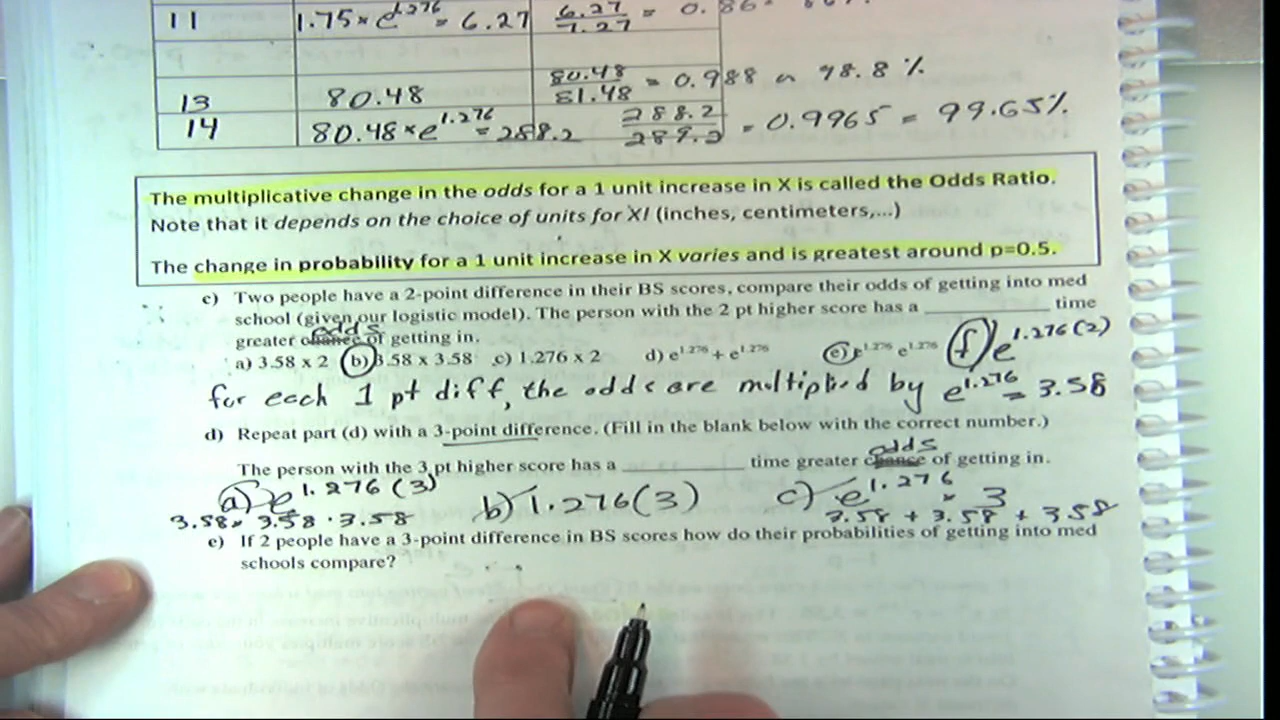 11 1.75 × e^1.276 = 6.27 6.27/7.27 = 0.86
13 80.48 80.48/81.48 = 0.988 or 98.8 %
14 80.48 × e^1.276 = 288.2 288.2/289.2 = 0.9965 = 99.65%
The multiplicative change in the odds for a 1 unit increase in X is called the Odds Ratio.
Note that it depends on the choice of units for X! (inches, centimeters,...)
The change in probability for a 1 unit increase in X varies and is greatest around p=0.5.
c) Two people have a 2-point difference in their BS scores, compare their odds of getting into med
school (given our logistic model). The person with the 2 pt higher score has a ____________ time
odds
greater chance of getting in.
a) 3.58 x 2 b) 3.58 x 3.58 c) 1.276 x 2 d) e^1.276 + e^1.276 e) e^1.276 e^1.276 f) e^1.276(2)
for each 1 pt diff, the odds are multiplied by e^1.276 = 3.58
d) Repeat part (d) with a 3-point difference. (Fill in the blank below with the correct number.)
odds
The person with the 3 pt higher score has a ____________ time greater chance of getting in.
a) e^1.276(3) b) 1.276(3) c) e^1.276 × 3
3.58 · 3.58 · 3.58 3.58 + 3.58 + 3.58
e) If 2 people have a 3-point difference in BS scores how do their probabilities of getting into med
schools compare?